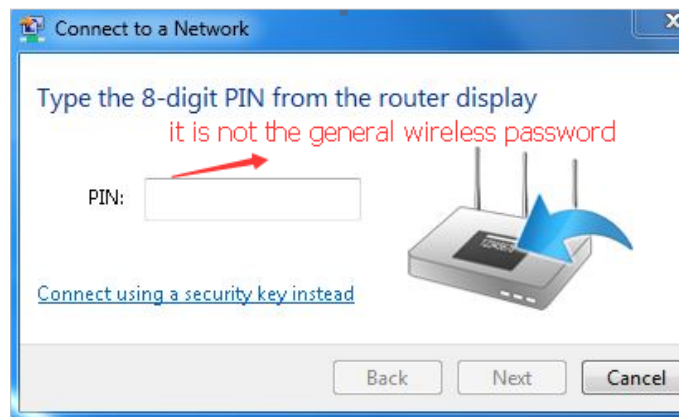 Connect to a Network
Type the 8-digit PIN from the router display
it is not the general wireless password
PIN:
Connect using a security key instead
Back Next Cancel